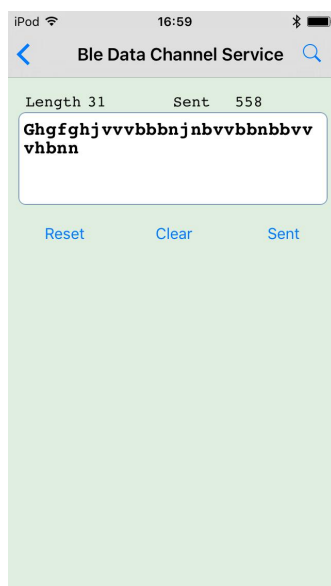 iPod 16:59
Ble Data Channel Service
Length 31 Sent 558
Ghgfghjvvvbbbnjnbvvbbnbbvv
vhbnn
Reset Clear Sent